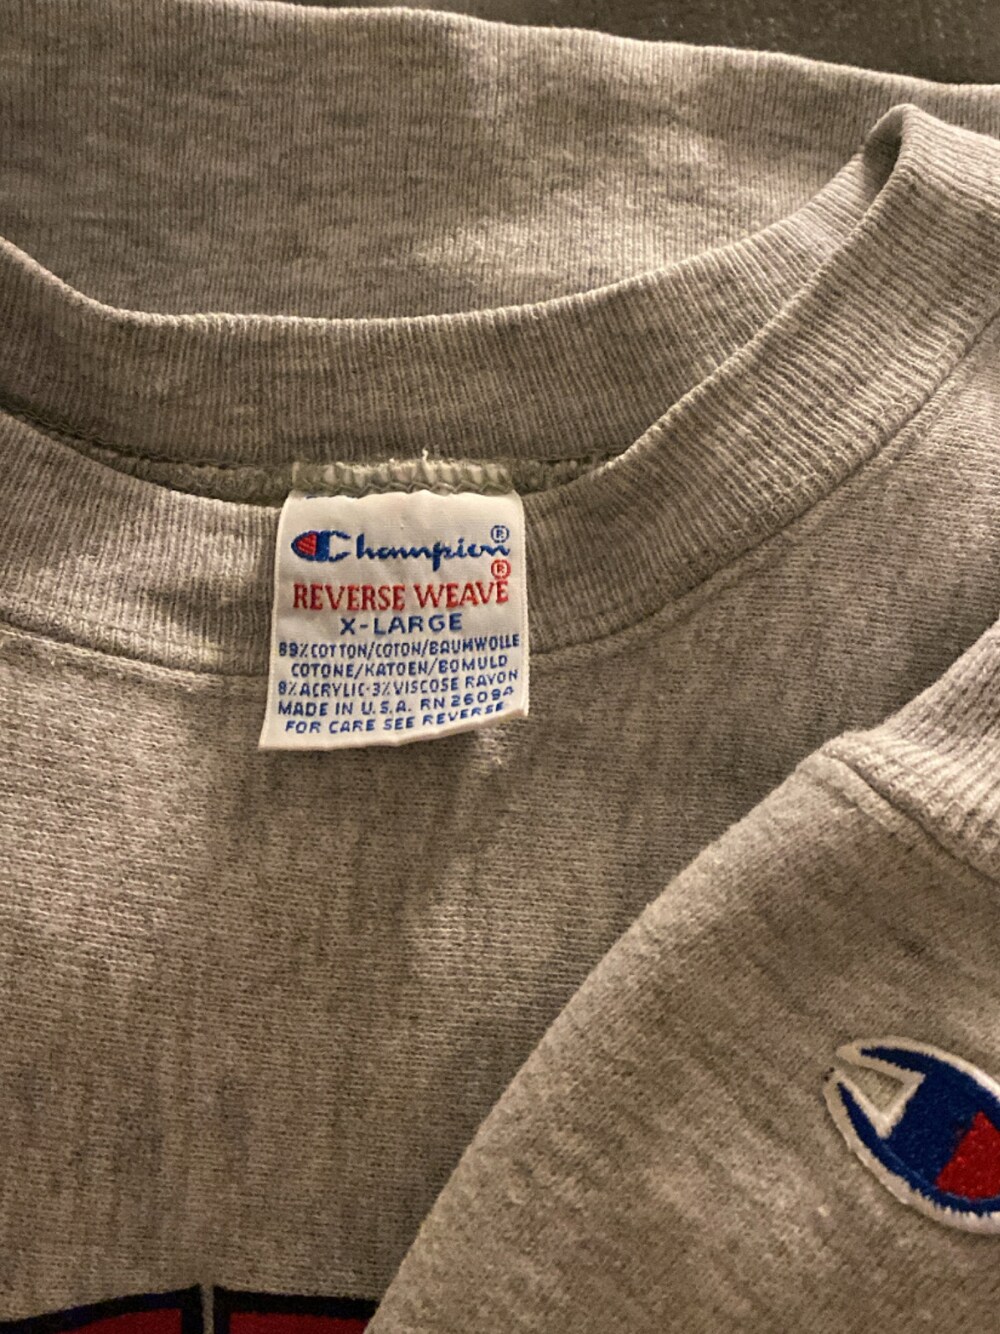 Champion®
REVERSE WEAVE®
X-LARGE
89% COTTON/COTON/BAUMWOLLE
COTONE/KATOEN/BOMULD
8% ACRYLIC-3% VISCOSE RAYON
MADE IN U.S.A. RN 26094
FOR CARE SEE REVERSE